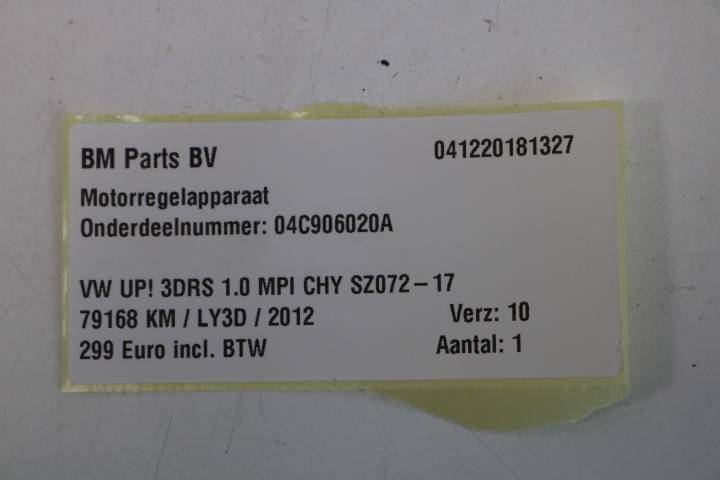 BM Parts BV 041220181327
Motorregelapparaat
Onderdeelnummer: 04C906020A
VW UP! 3DRS 1.0 MPI CHY SZ072-17
79168 KM / LY3D / 2012 Verz: 10
299 Euro incl. BTW Aantal: 1